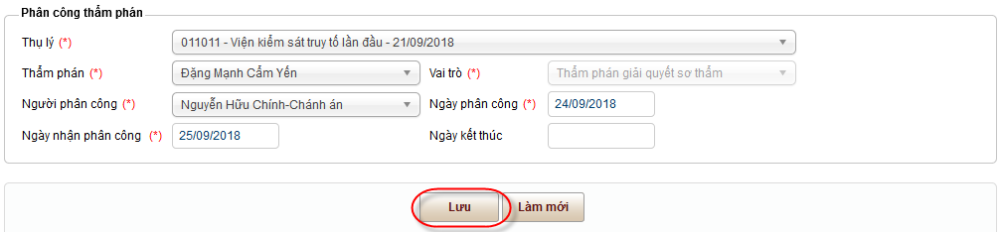 Phân công thẩm phán
Thụ lý (*) 011011 - Viện kiểm sát truy tố lần đầu - 21/09/2018
Thẩm phán (*) Đặng Mạnh Cẩm Yến Vai trò (*) Thẩm phán giải quyết sơ thẩm
Người phân công (*) Nguyễn Hữu Chính-Chánh án Ngày phân công (*) 24/09/2018
Ngày nhận phân công (*) 25/09/2018 Ngày kết thúc
Lưu Làm mới